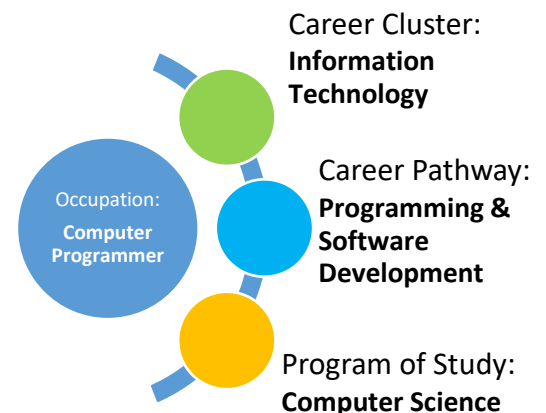 Career Cluster:
Information
Technology
Occupation:
Computer
Programmer
Career Pathway:
Programming &
Software
Development
Program of Study:
Computer Science